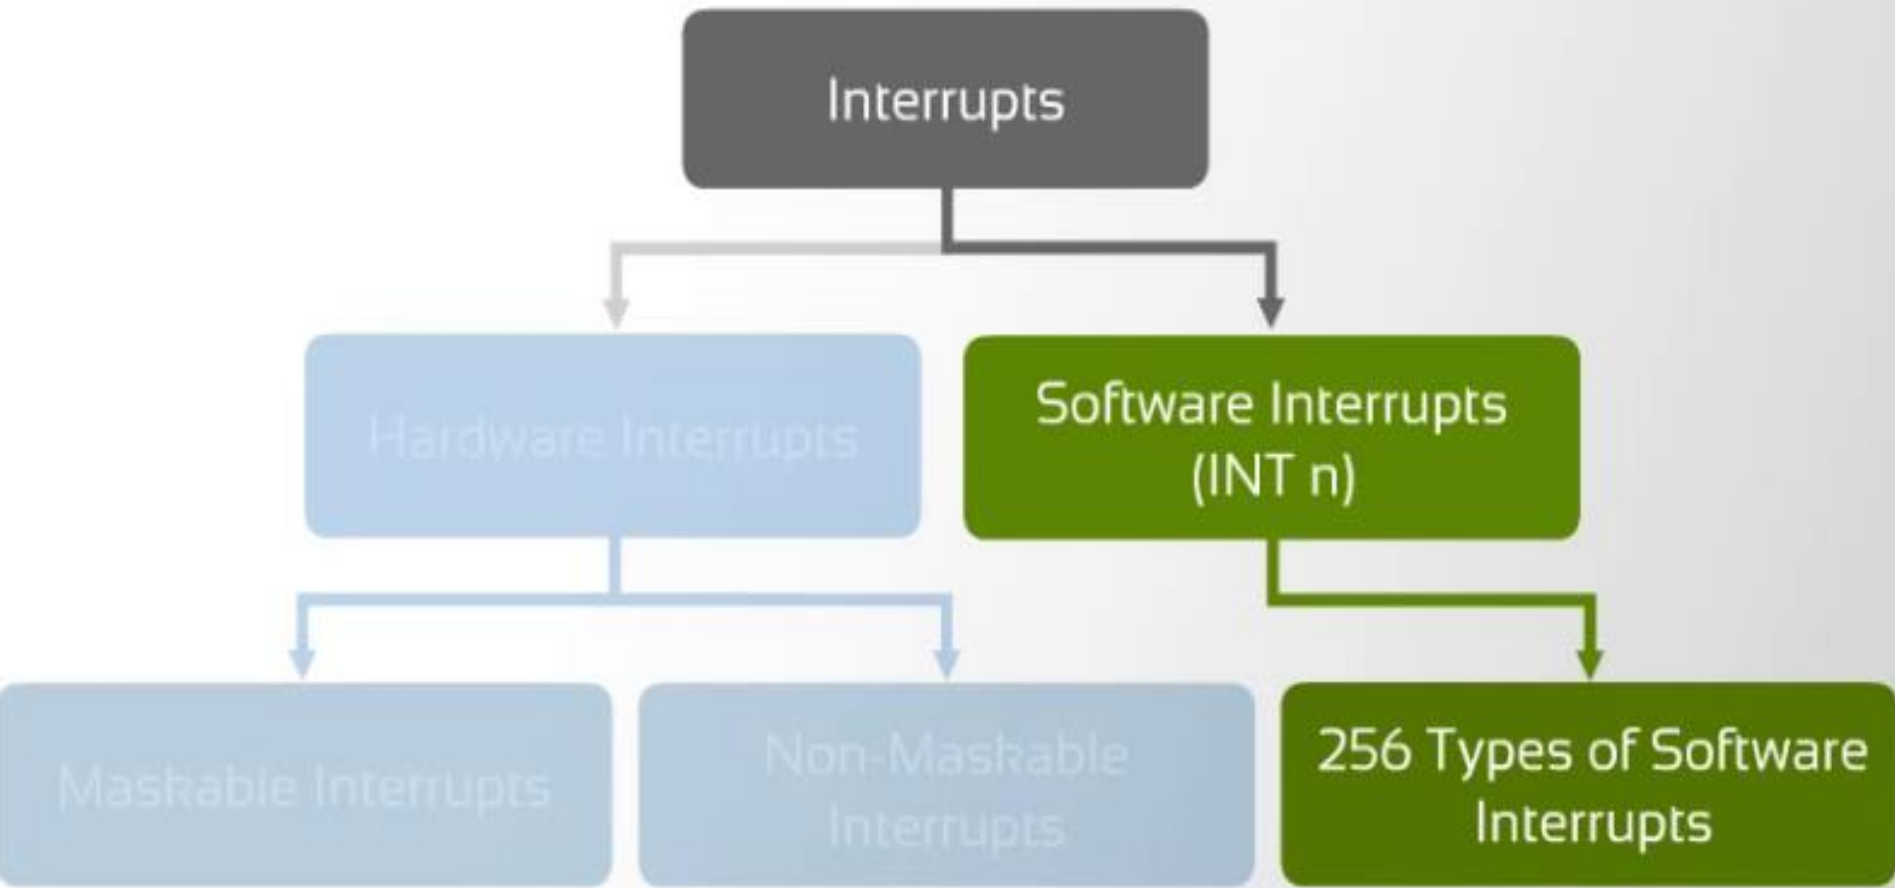 Interrupts
Hardware Interrupts
Software Interrupts
(INT n)
Maskable Interrupts
Non-Maskable
Interrupts
256 Types of Software
Interrupts